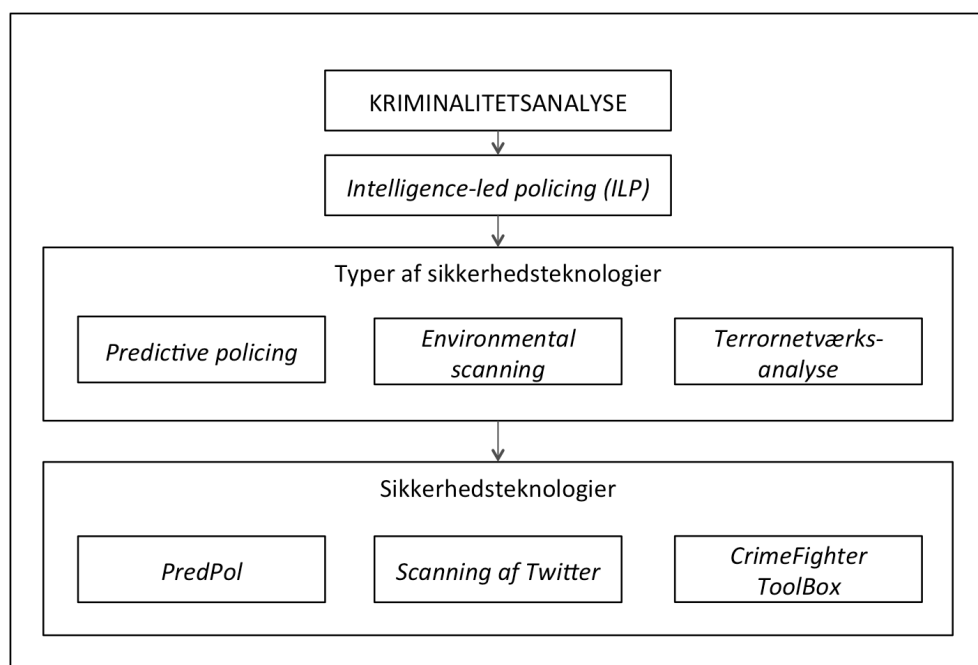 KRIMINALITETSANALYSE
Intelligence-led policing (ILP)
Typer af sikkerhedsteknologier
Predictive policing
Environmental
scanning
Terrornetværks-
analyse
Sikkerhedsteknologier
PredPol
Scanning af Twitter
CrimeFighter
ToolBox